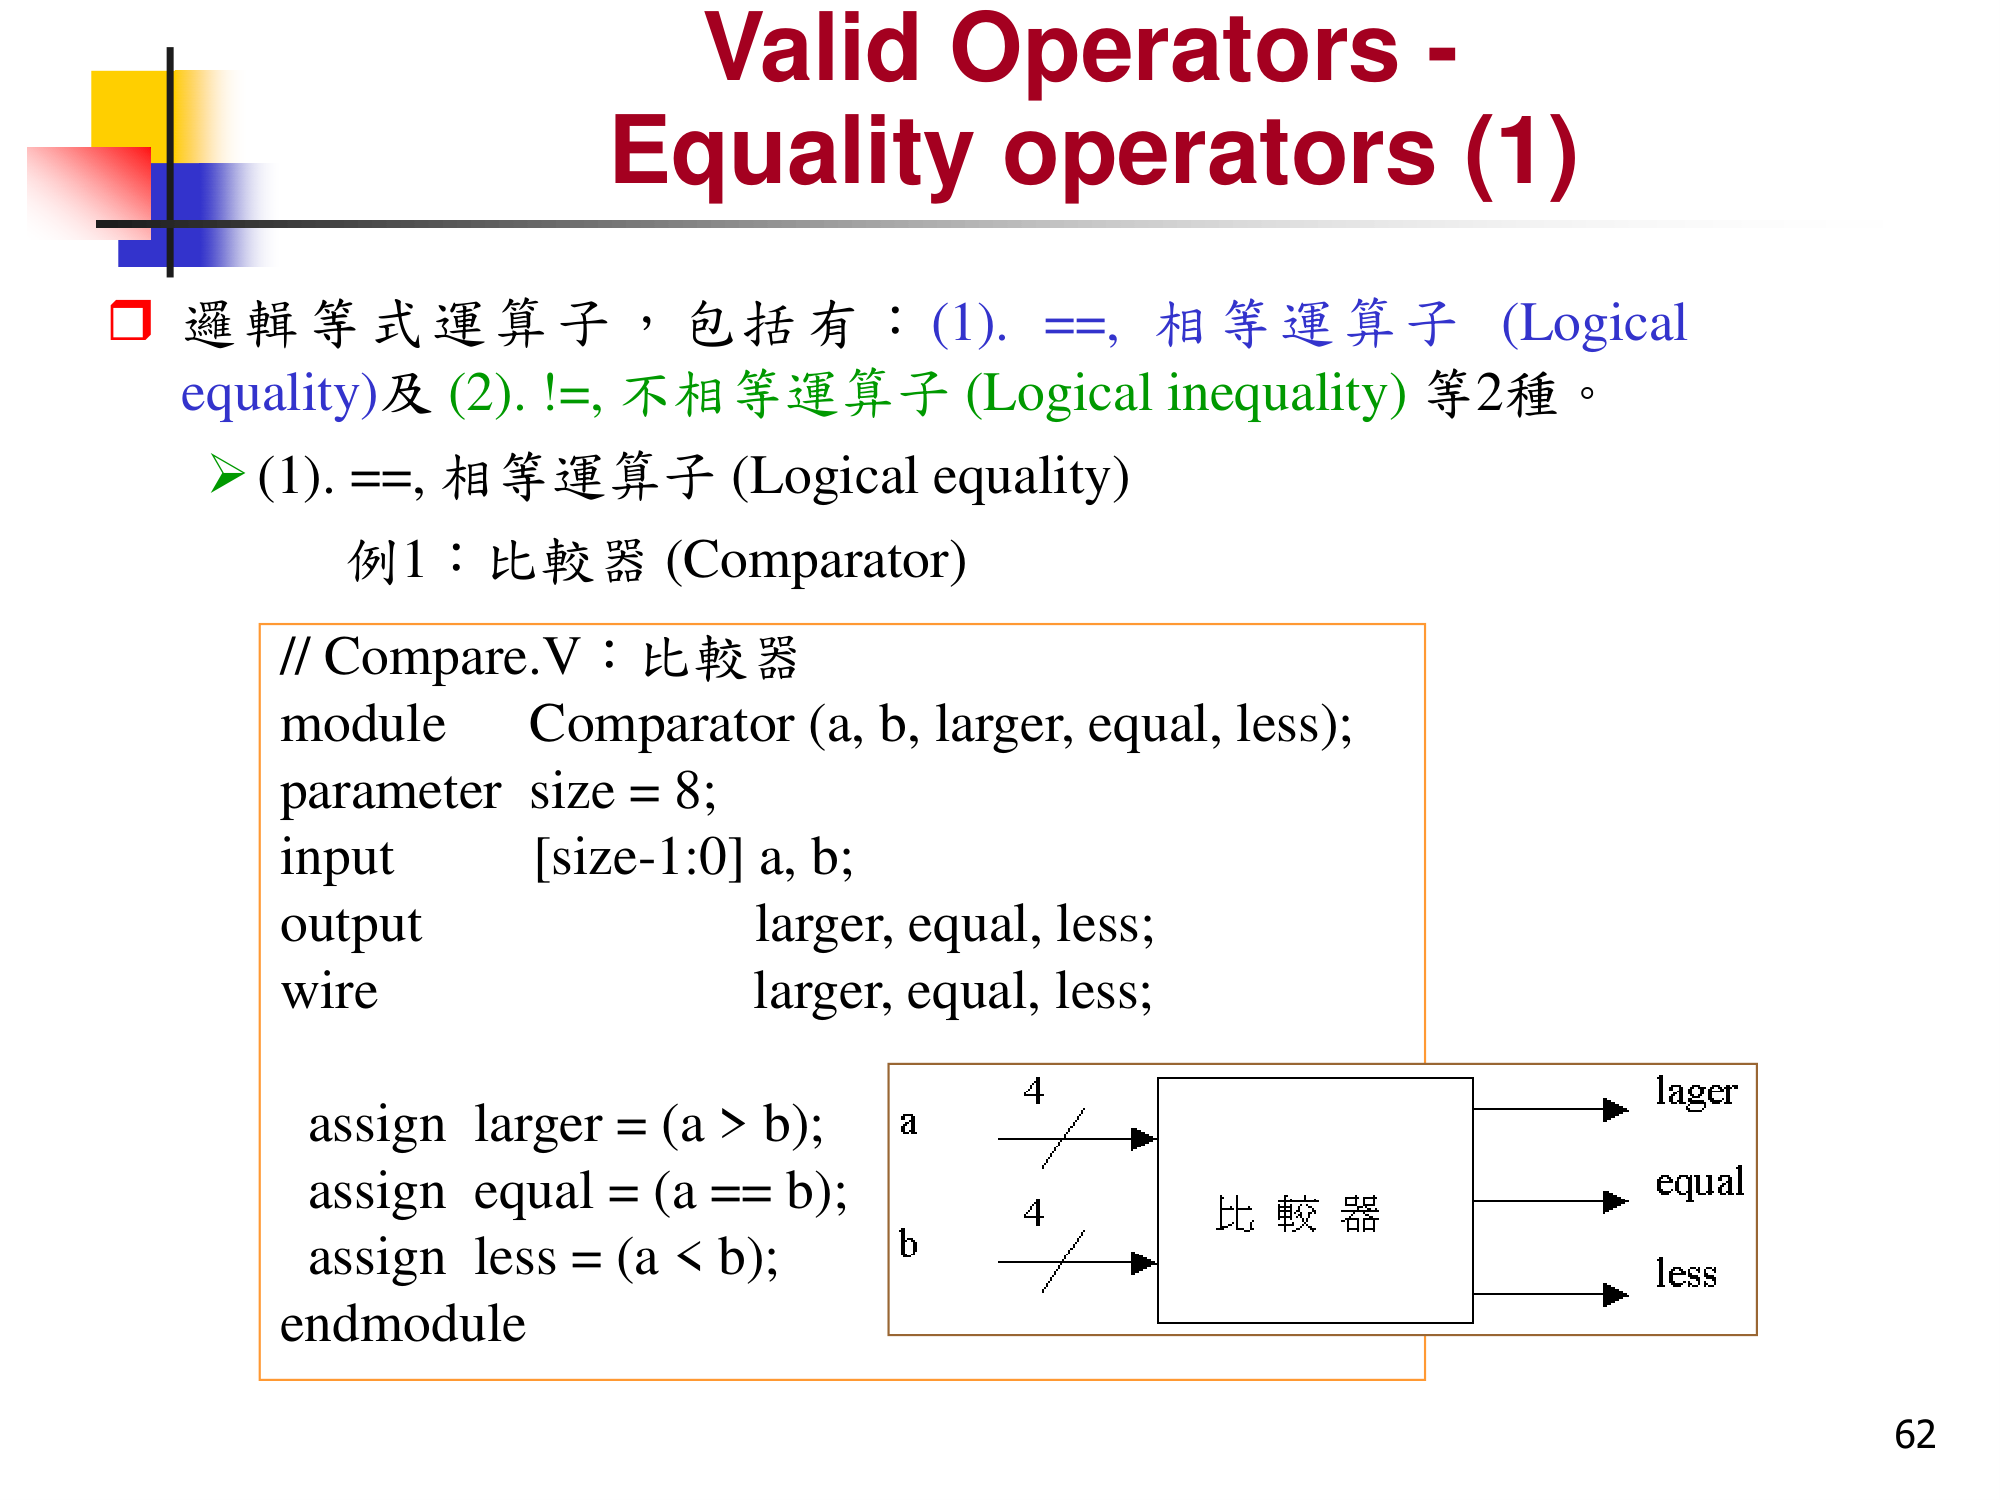 Valid Operators -
Equality operators (1)
邏輯等式運算子，包括有：(1). ==, 相等運算子 (Logical
equality)及 (2). !=, 不相等運算子 (Logical inequality) 等2種。
(1). ==, 相等運算子 (Logical equality)
例1：比較器 (Comparator)
// Compare.V：比較器
module Comparator (a, b, larger, equal, less);
parameter size = 8;
input [size-1:0] a, b;
output larger, equal, less;
wire larger, equal, less;
assign larger = (a > b);
assign equal = (a == b);
assign less = (a < b);
endmodule
a
4
b
4
比較器
lager
equal
less
62